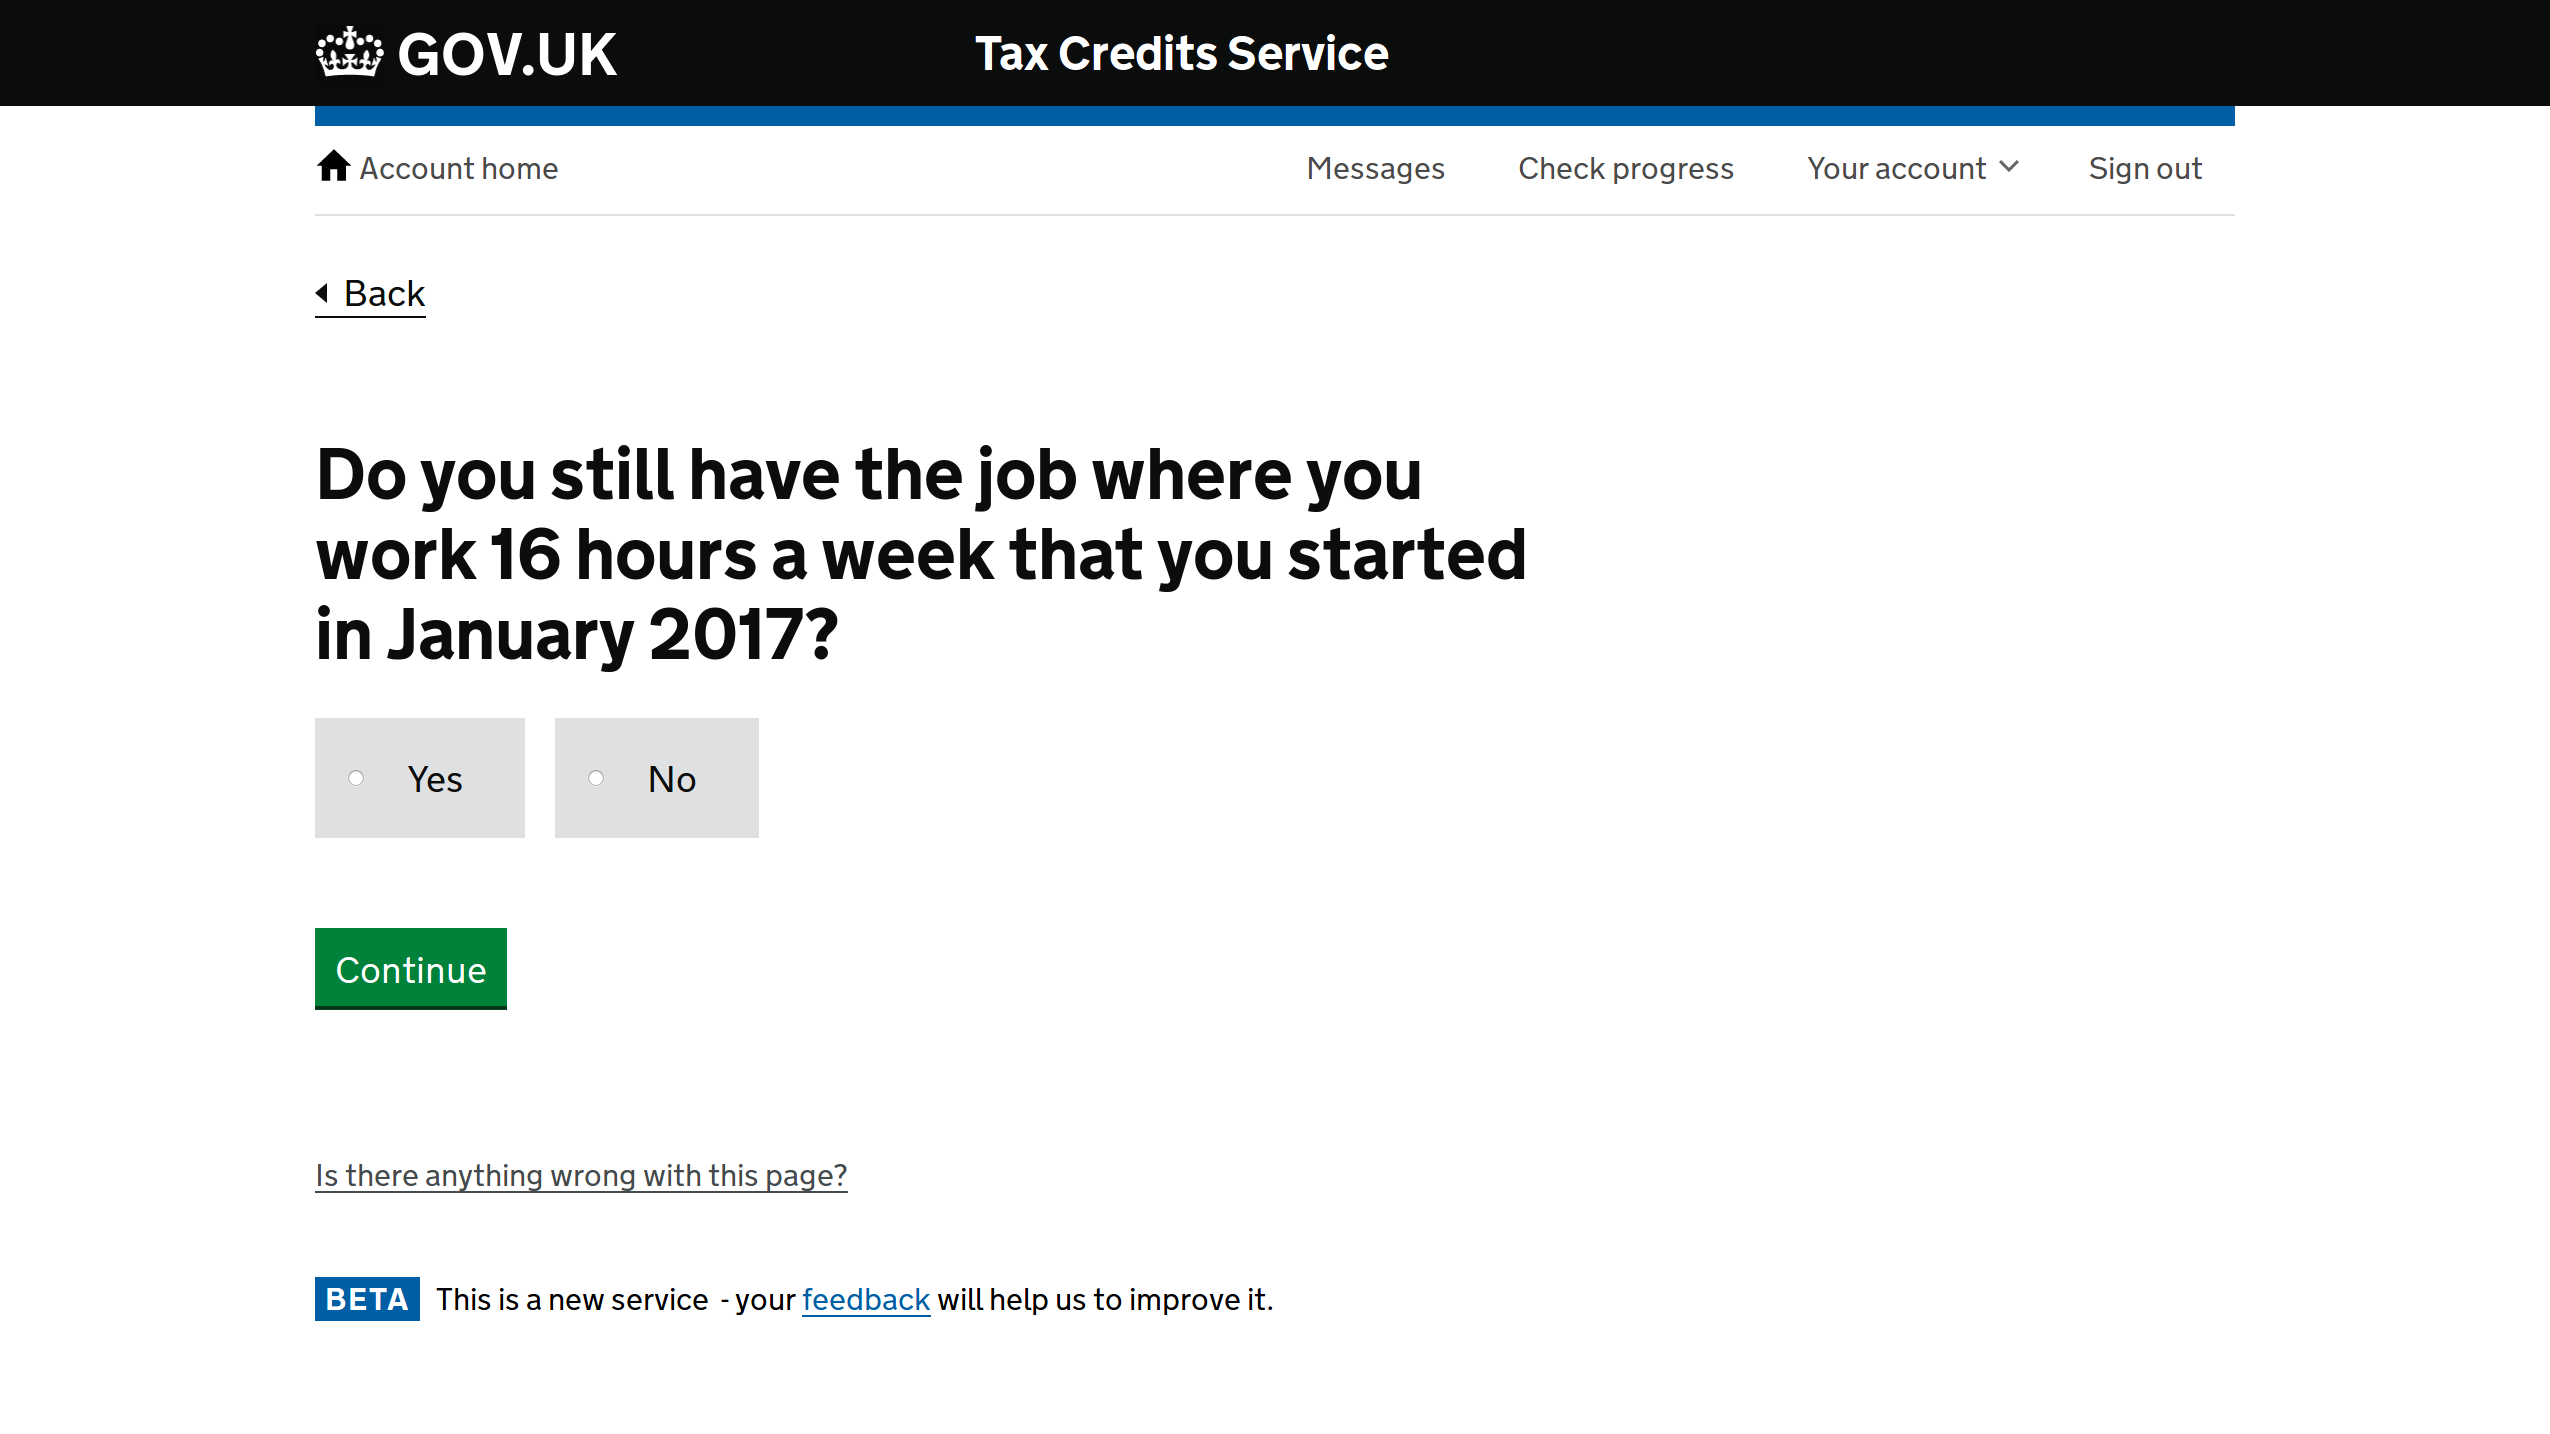 GOV.UK
Tax Credits Service
Account home
Messages
Check progress
Your account
Sign out
Back
Do you still have the job where you
work 16 hours a week that you started
in January 2017?
Yes
No
Continue
Is there anything wrong with this page?
BETA This is a new service - your feedback will help us to improve it.